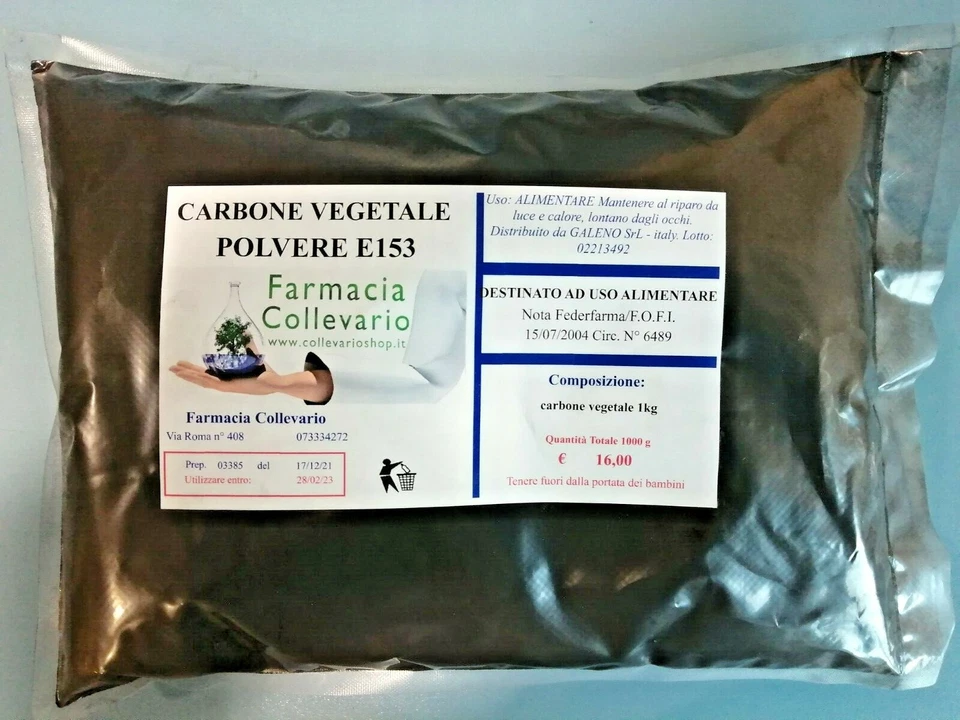 CARBONE VEGETALE
POLVERE E153
Farmacia
Collevario
www.collevarioshop.it
Farmacia Collevario
Via Roma n° 408 073334272
Prep. 03385 del 17/12/21
Utilizzare entro: 28/02/23
Uso: ALIMENTARE Mantenere al riparo da
luce e calore, lontano dagli occhi.
Distribuito da GALENO SrL - italy. Lotto:
02213492
DESTINATO AD USO ALIMENTARE
Nota Federfarma/F.O.F.I.
15/07/2004 Circ. N° 6489
Composizione:
carbone vegetale 1kg
Quantità Totale 1000 g
€ 16,00
Tenere fuori dalla portata dei bambini